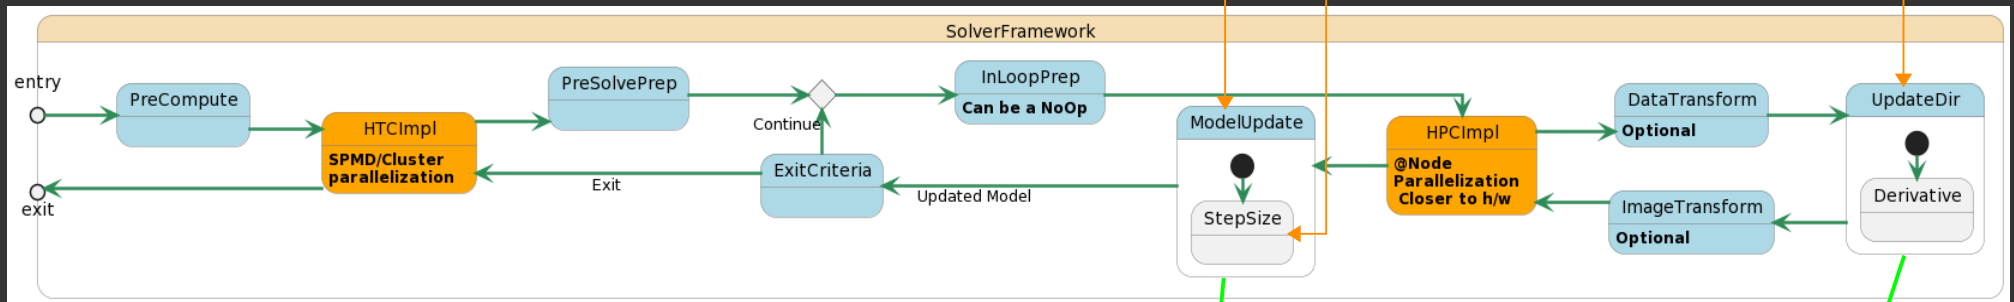 SolverFramework
entry
PreCompute
HTCImpl
SPMD/Cluster
parallelization
PreSolvePrep
Continue
InLoopPrep
Can be a NoOp
HPCImpl
@Node
Parallelization
Closer to h/w
DataTransform
Optional
UpdateDir
Derivative
ImageTransform
Optional
ModelUpdate
StepSize
Updated Model
ExitCriteria
Exit
exit